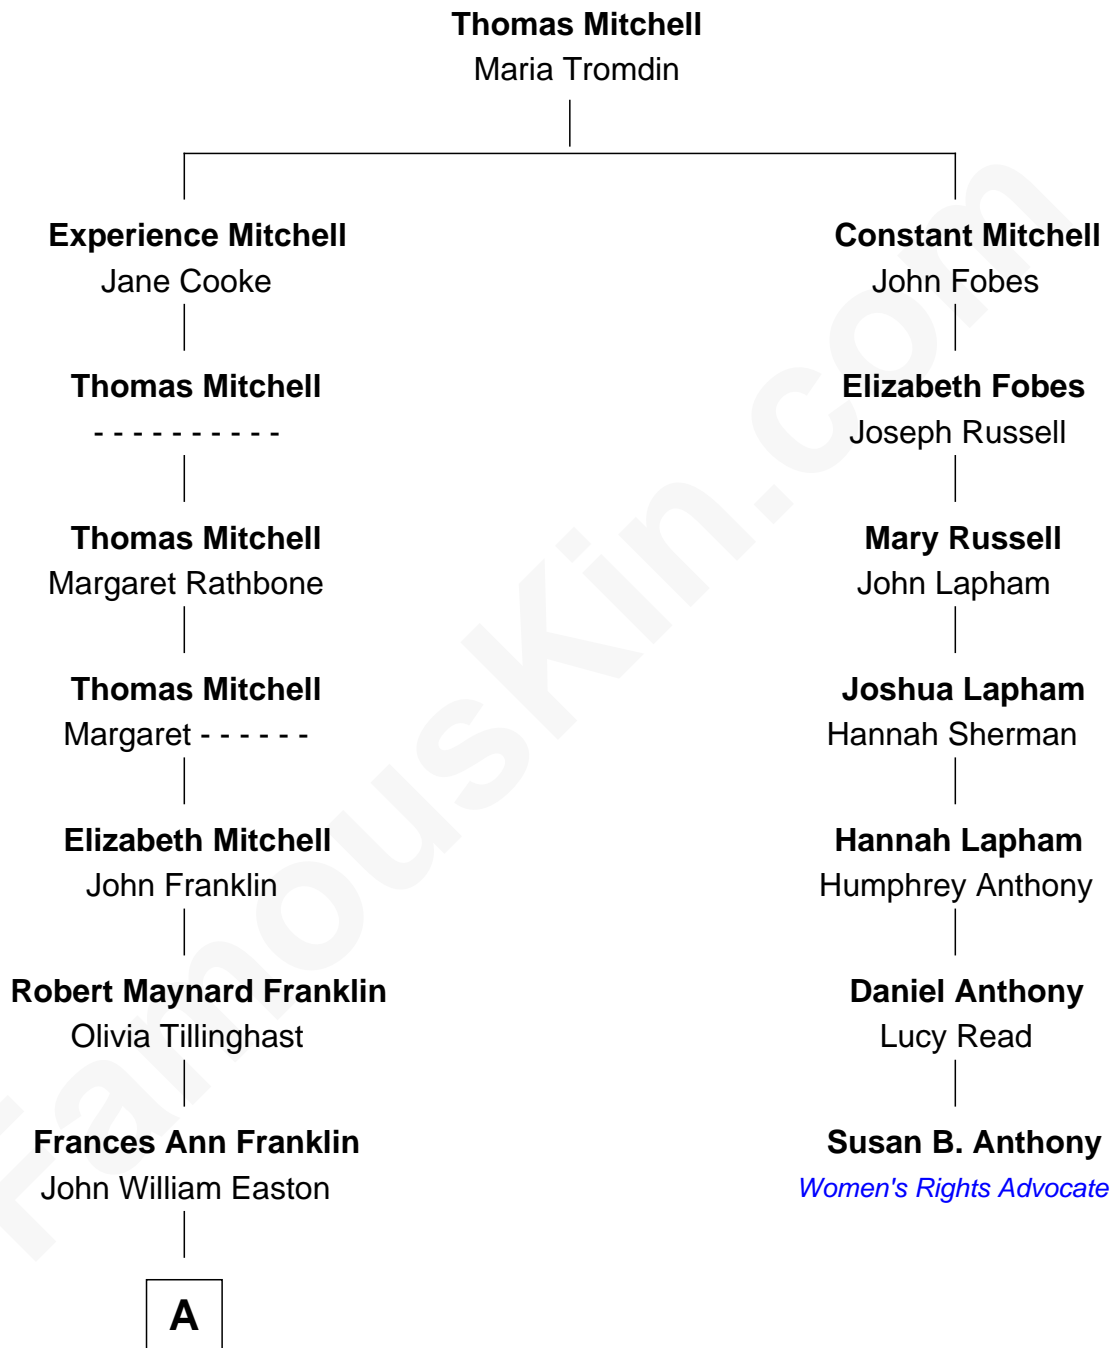 Thomas Mitchell
Maria Tromdin
Experience Mitchell
Jane Cooke
Constant Mitchell
John Fobes
Thomas Mitchell
- - - - - - - - - -
Elizabeth Fobes
Joseph Russell
Thomas Mitchell
Margaret Rathbone
Mary Russell
John Lapham
Thomas Mitchell
Margaret - - - - - -
Joshua Lapham
Hannah Sherman
Elizabeth Mitchell
John Franklin
Hannah Lapham
Humphrey Anthony
Robert Maynard Franklin
Olivia Tillinghast
Daniel Anthony
Lucy Read
Frances Ann Franklin
John William Easton
Susan B. Anthony
Women's Rights Advocate
A
FamousKin.com